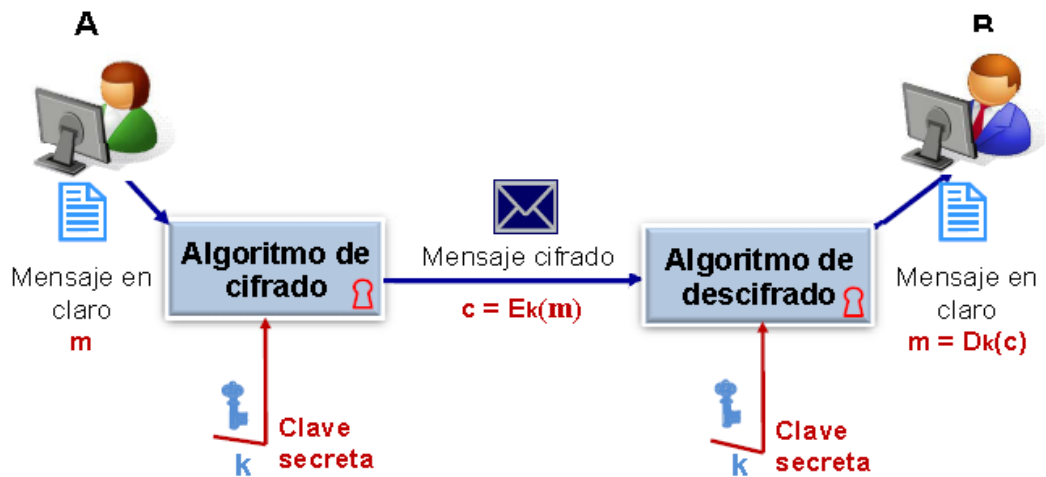 A
B
Algoritmo de
cifrado
Mensaje cifrado
c = Ek(m)
Algoritmo de
descifrado
Mensaje en
claro
m
Mensaje en
claro
m = Dk(c)
Clave
secreta
k
Clave
secreta
k